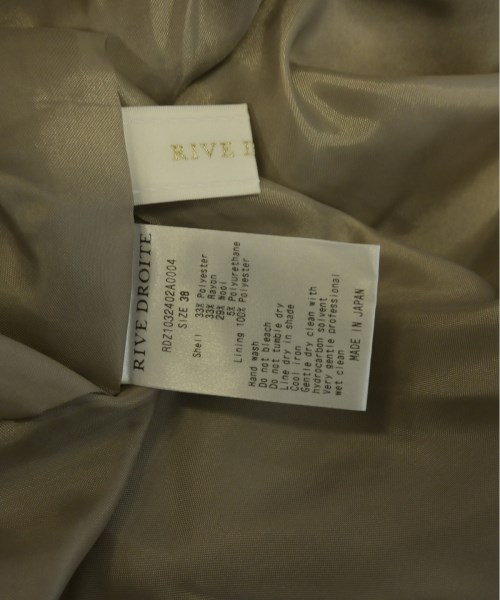 RIVE D
RIVE DROITE
RDZ1032402A0004
SIZE 38
Shell 33% Polyester
33% Rayon
29% Wool
5% Polyurethane
Lining 100% Polyester
Hand wash
Do not bleach
Do not tumble dry
Line dry in shade
Cool iron
Gentle dry clean with
hydrocarbon solvent
Very gentle professional
wet clean
MADE IN JAPAN